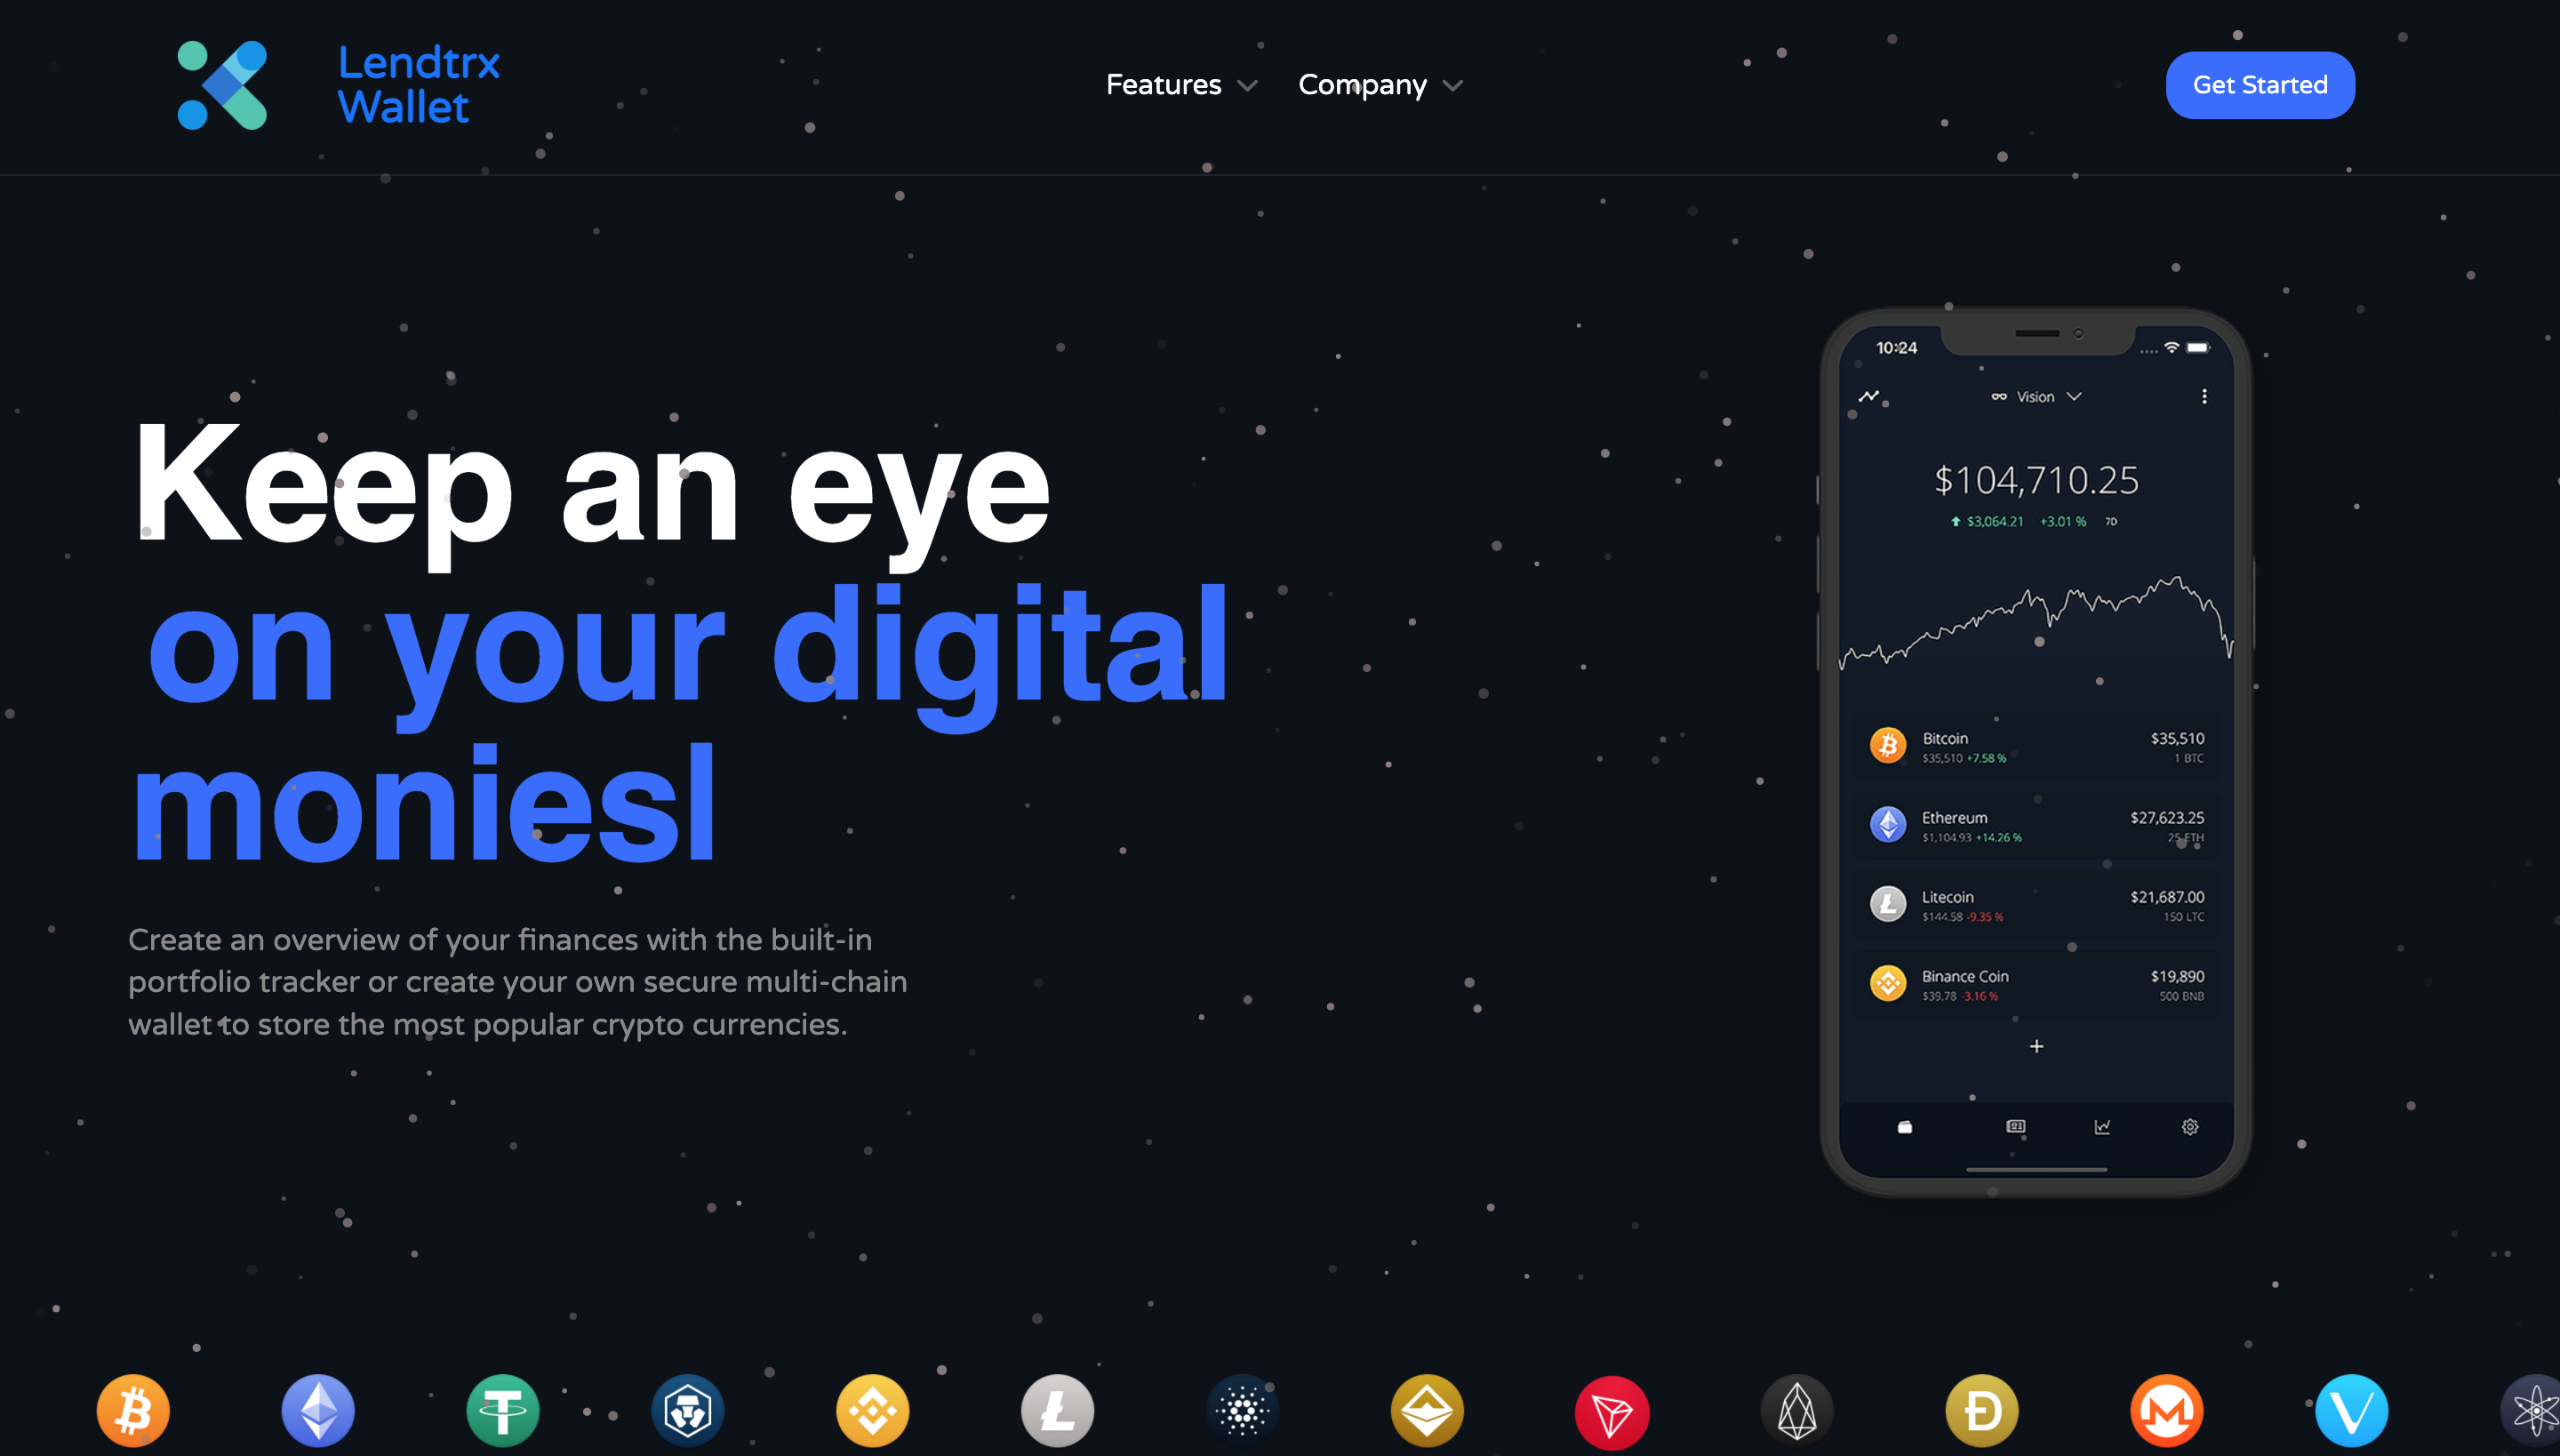 Lendtrx
Wallet
Features
Company
Get Started
Keep an eye
on your digital
moniesl
Create an overview of your finances with the built-in
portfolio tracker or create your own secure multi-chain
wallet to store the most popular crypto currencies.
10:24
Vision
$104,710.25
$3,064.21 +3.01 % 7D
Bitcoin $35,510
$35,510 +7.58 % 1 BTC
Ethereum $27,623.25
$1,104.93 +14.26 % 25 ETH
Litecoin $21,687.00
$144.58 -9.35 % 150 LTC
Binance Coin $19,890
$39.78 -3.16 % 500 BNB
+